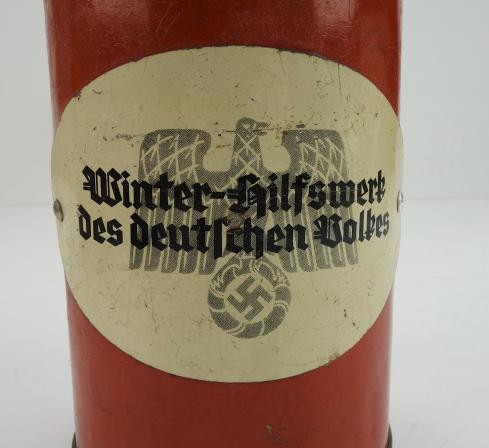 Winter-Hilfswerk
des deutschen Volkes